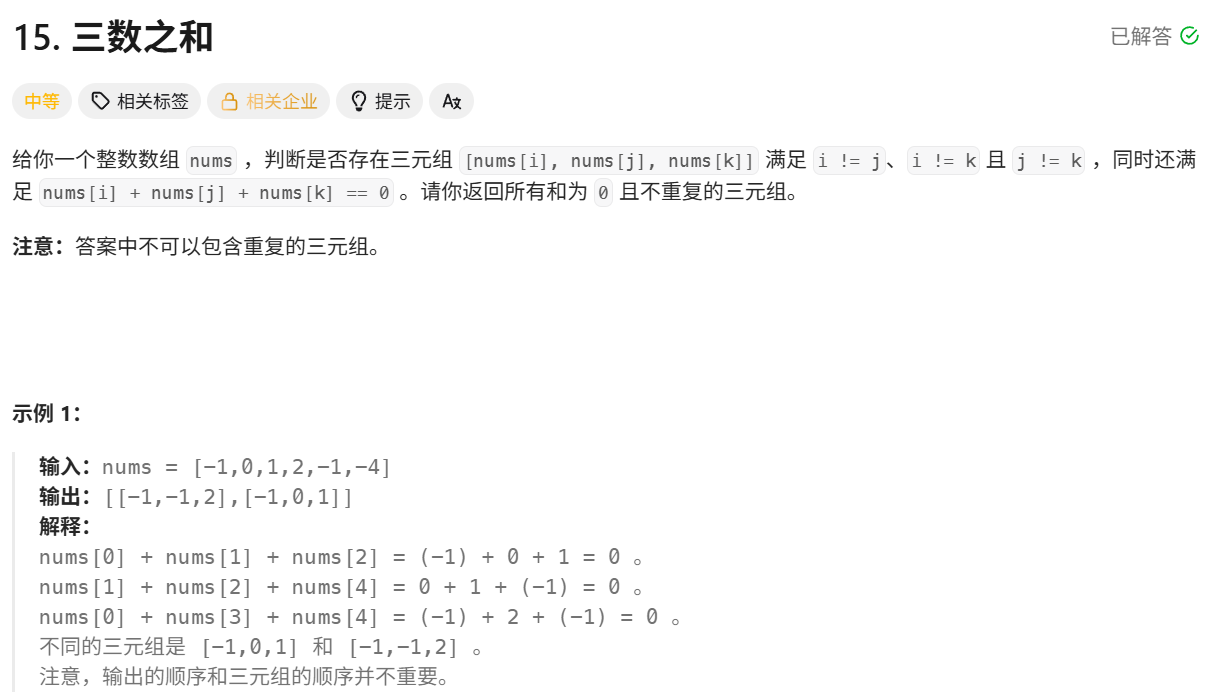 15. 三数之和
已解答
中等 相关标签 相关企业 提示 Ax
给你一个整数数组 nums ，判断是否存在三元组 [nums[i], nums[j], nums[k]] 满足 i != j、i != k 且 j != k ，同时还满
足 nums[i] + nums[j] + nums[k] == 0 。请你返回所有和为 0 且不重复的三元组。
注意：答案中不可以包含重复的三元组。
示例 1：
输入：nums = [-1,0,1,2,-1,-4]
输出：[[-1,-1,2],[-1,0,1]]
解释：
nums[0] + nums[1] + nums[2] = (-1) + 0 + 1 = 0 。
nums[1] + nums[2] + nums[4] = 0 + 1 + (-1) = 0 。
nums[0] + nums[3] + nums[4] = (-1) + 2 + (-1) = 0 。
不同的三元组是 [-1,0,1] 和 [-1,-1,2] 。
注意，输出的顺序和三元组的顺序并不重要。